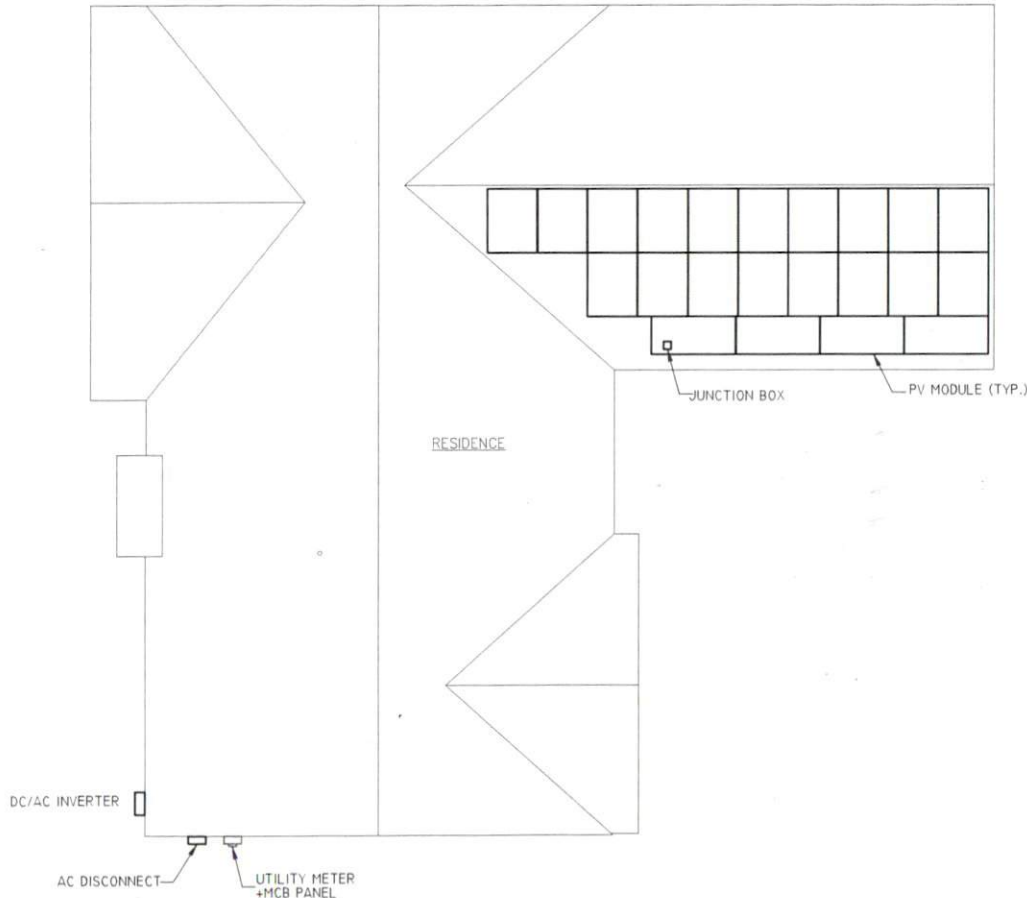 JUNCTION BOX
PV MODULE (TYP.)
RESIDENCE
DC/AC INVERTER
AC DISCONNECT
UTILITY METER
+MCB PANEL